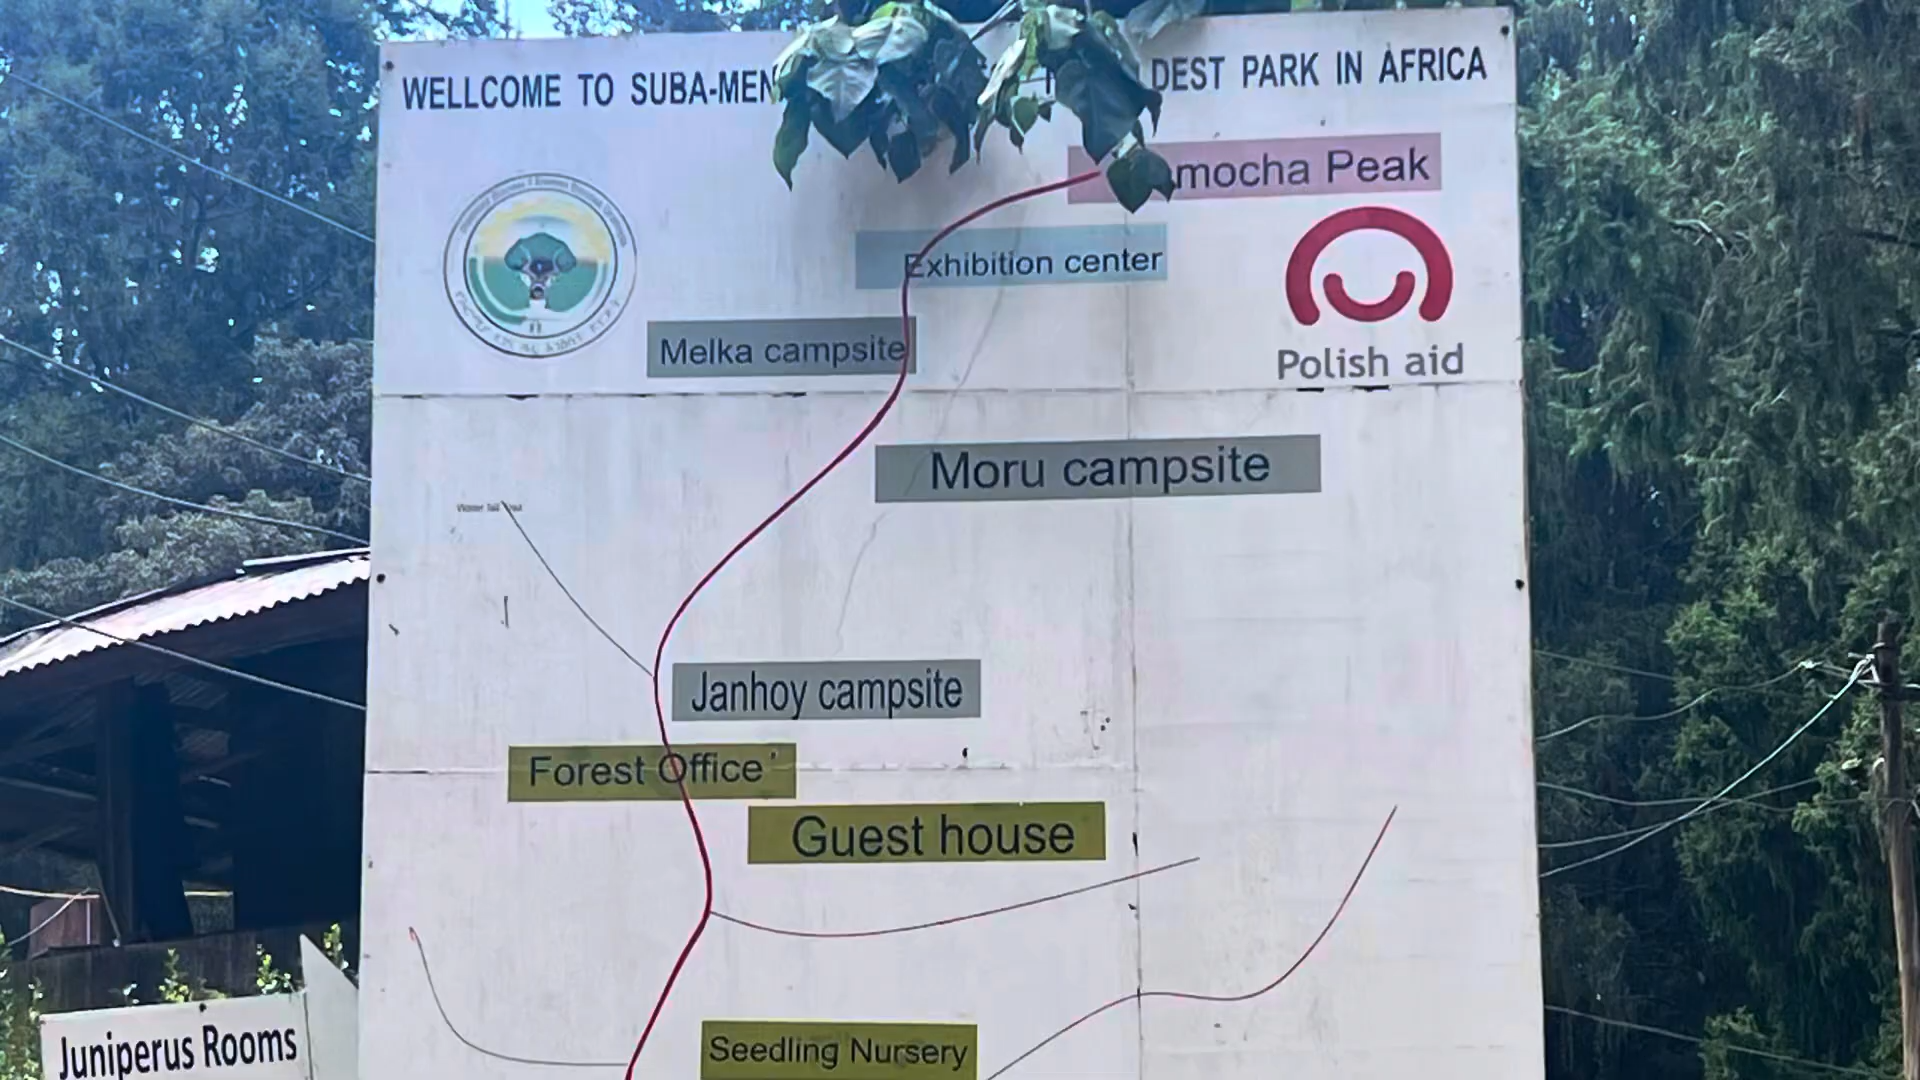 WELLCOME TO SUBA-MEN DEST PARK IN AFRICA
mocha Peak
Exhibition center
Melka campsite
Polish aid
Moru campsite
Janhoy campsite
Forest Office
Guest house
Seedling Nursery
Juniperus Rooms